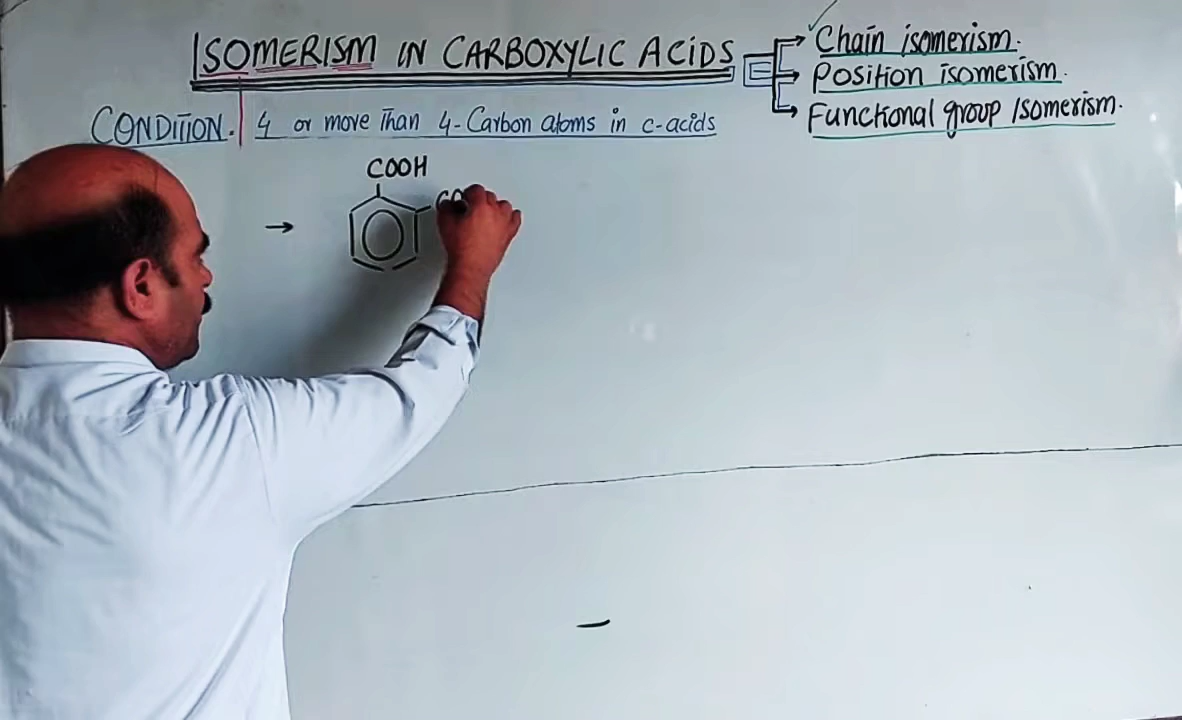 ISOMERISM IN CARBOXYLIC ACIDS
Chain isomerism.
Position isomerism.
Functional group Isomerism.
CONDITION. 4 or more Than 4-Carbon atoms in c-acids
COOH